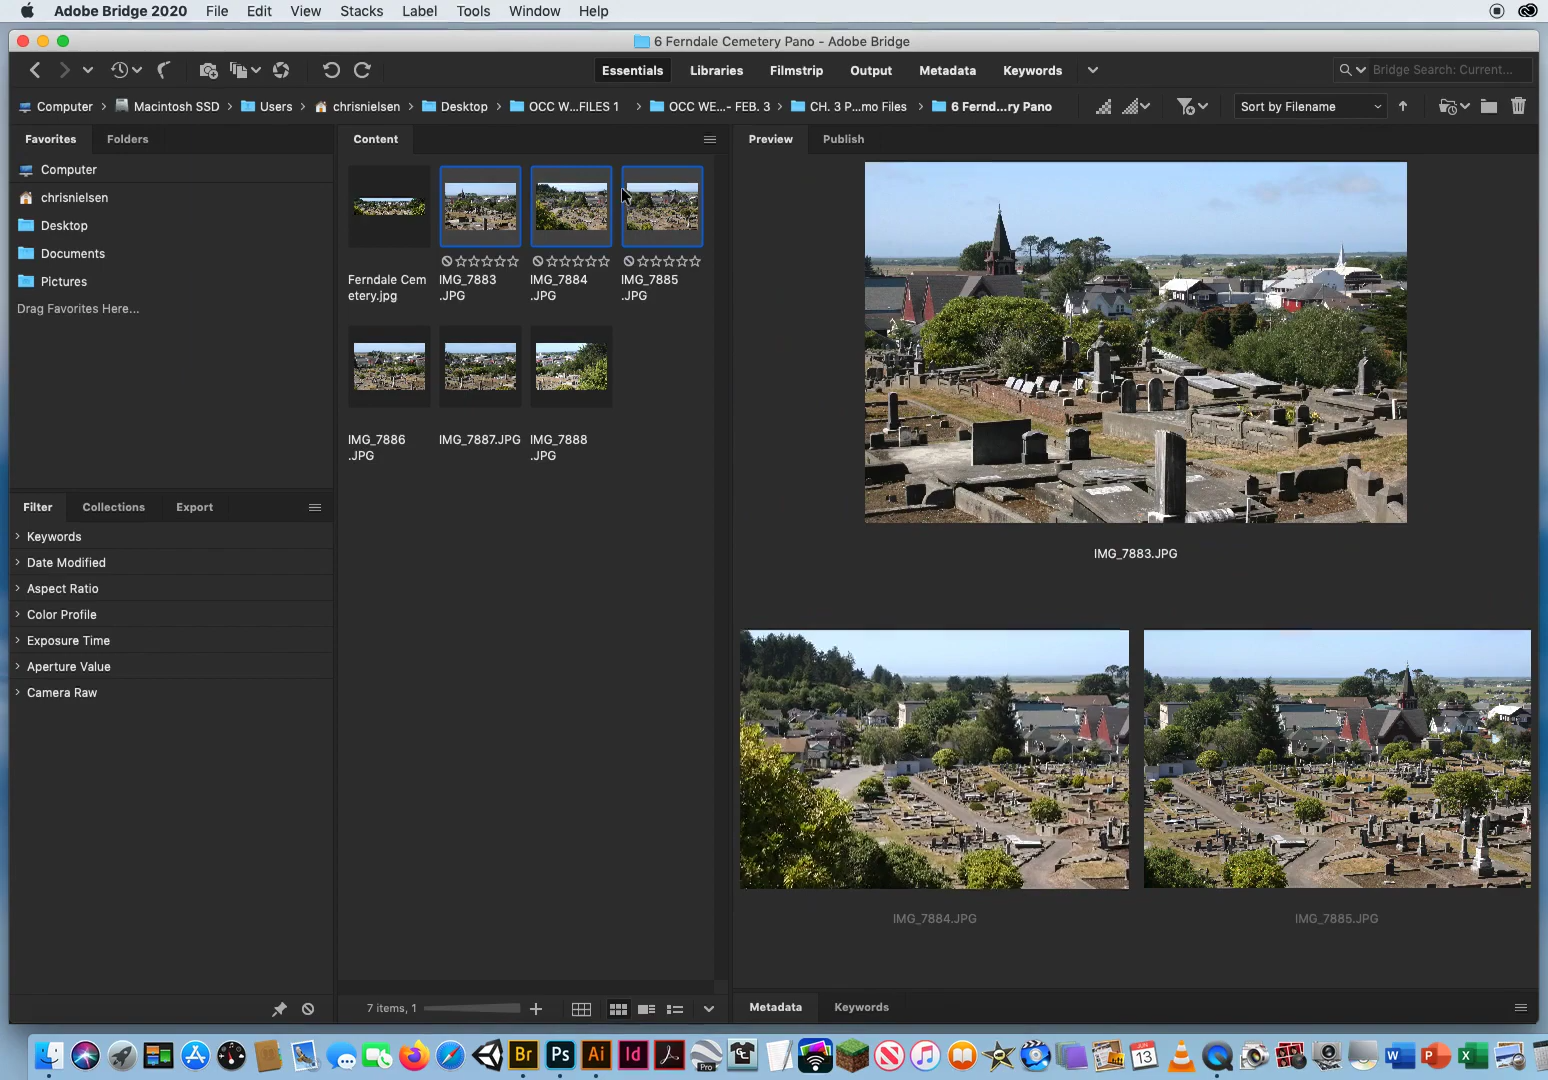 Adobe Bridge 2020 File Edit View Stacks Label Tools Window Help
6 Ferndale Cemetery Pano - Adobe Bridge
Essentials Libraries Filmstrip Output Metadata Keywords
Bridge Search: Current...
Computer Macintosh SSD Users chrisnielsen Desktop OCC W...FILES 1 OCC WE...- FEB. 3 CH. 3 P...mo Files 6 Fernd...ry Pano
Sort by Filename
Favorites Folders
Computer
chrisnielsen
Desktop
Documents
Pictures
Drag Favorites Here...
Filter Collections Export
Keywords
Date Modified
Aspect Ratio
Color Profile
Exposure Time
Aperture Value
Camera Raw
Content
Ferndale Cem
etery.jpg
IMG_7883
.JPG
IMG_7884
.JPG
IMG_7885
.JPG
IMG_7886
.JPG
IMG_7887.JPG
IMG_7888
.JPG
7 items, 1
Preview Publish
IMG_7883.JPG
IMG_7884.JPG
IMG_7885.JPG
Metadata Keywords
Br Ps Ai Id
Pro
JUN
13
W P X